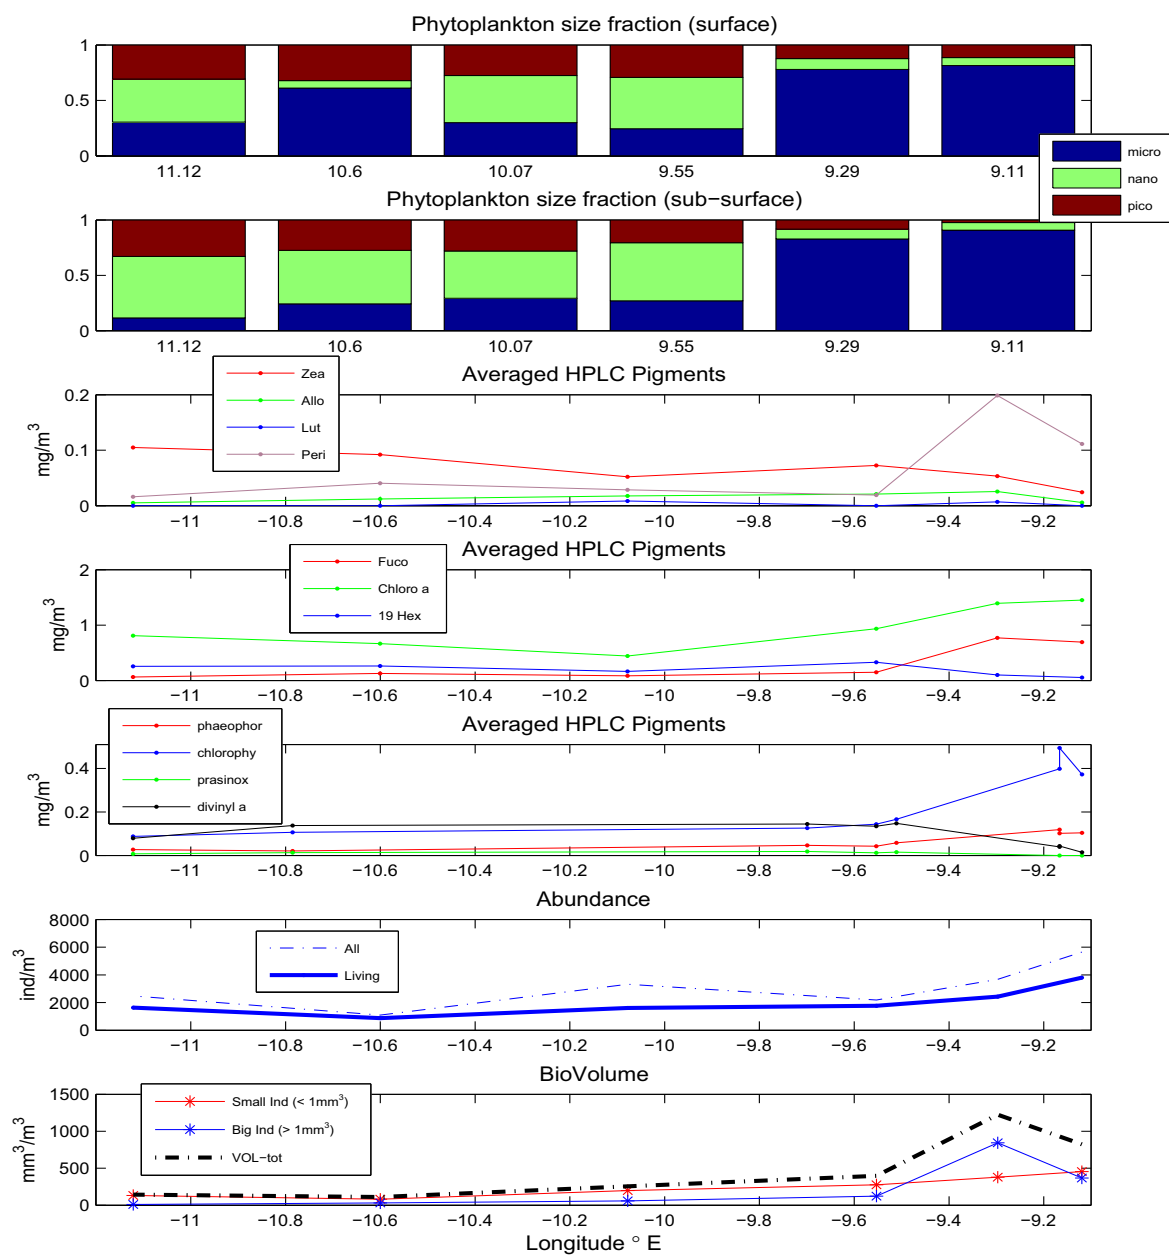 Phytoplankton size fraction (surface)
1
0.5
0
11.12 10.6 10.07 9.55 9.29 9.11
micro
nano
pico
Phytoplankton size fraction (sub−surface)
1
0.5
0
11.12 10.6 10.07 9.55 9.29 9.11
Averaged HPLC Pigments
Zea
Allo
Lut
Peri
mg/m³
0.2
0.1
0
−11 −10.8 −10.6 −10.4 −10.2 −10 −9.8 −9.6 −9.4 −9.2
Averaged HPLC Pigments
Fuco
Chloro a
19 Hex
mg/m³
2
1
0
−11 −10.8 −10.6 −10.4 −10.2 −10 −9.8 −9.6 −9.4 −9.2
Averaged HPLC Pigments
phaeophor
chlorophy
prasinox
divinyl a
mg/m³
0.4
0.2
0
−11 −10.8 −10.6 −10.4 −10.2 −10 −9.8 −9.6 −9.4 −9.2
Abundance
All
Living
ind/m³
8000
6000
4000
2000
0
−11 −10.8 −10.6 −10.4 −10.2 −10 −9.8 −9.6 −9.4 −9.2
BioVolume
Small Ind (< 1mm³)
Big Ind (> 1mm³)
VOL−tot
mm³/m³
1500
1000
500
0
−11 −10.8 −10.6 −10.4 −10.2 −10 −9.8 −9.6 −9.4 −9.2
Longitude ° E